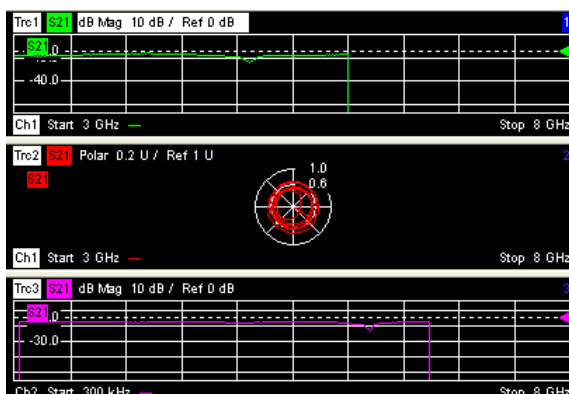 Trc1 S21 dB Mag 10 dB / Ref 0 dB 1
S21
-40.0
Ch1 Start 3 GHz — Stop 8 GHz
Trc2 S21 Polar 0.2 U / Ref 1 U 2
S21
1.0
0.6
Ch1 Start 3 GHz — Stop 8 GHz
Trc3 S21 dB Mag 10 dB / Ref 0 dB 3
S21
-30.0
Ch2 Start 300 kHz — Stop 8 GHz